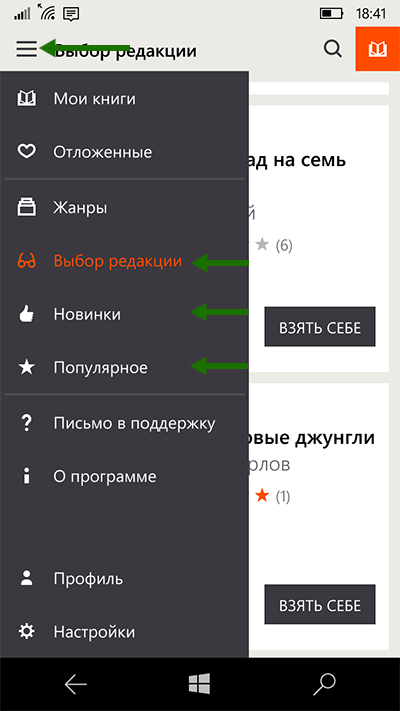 18:41
Выбор редакции
Мои книги
Отложенные
ад на семь
й
Жанры
(6)
Выбор редакции
Новинки
ВЗЯТЬ СЕБЕ
Популярное
Письмо в поддержку
овые джунгли
рлов
О программе
(1)
Профиль
ВЗЯТЬ СЕБЕ
Настройки